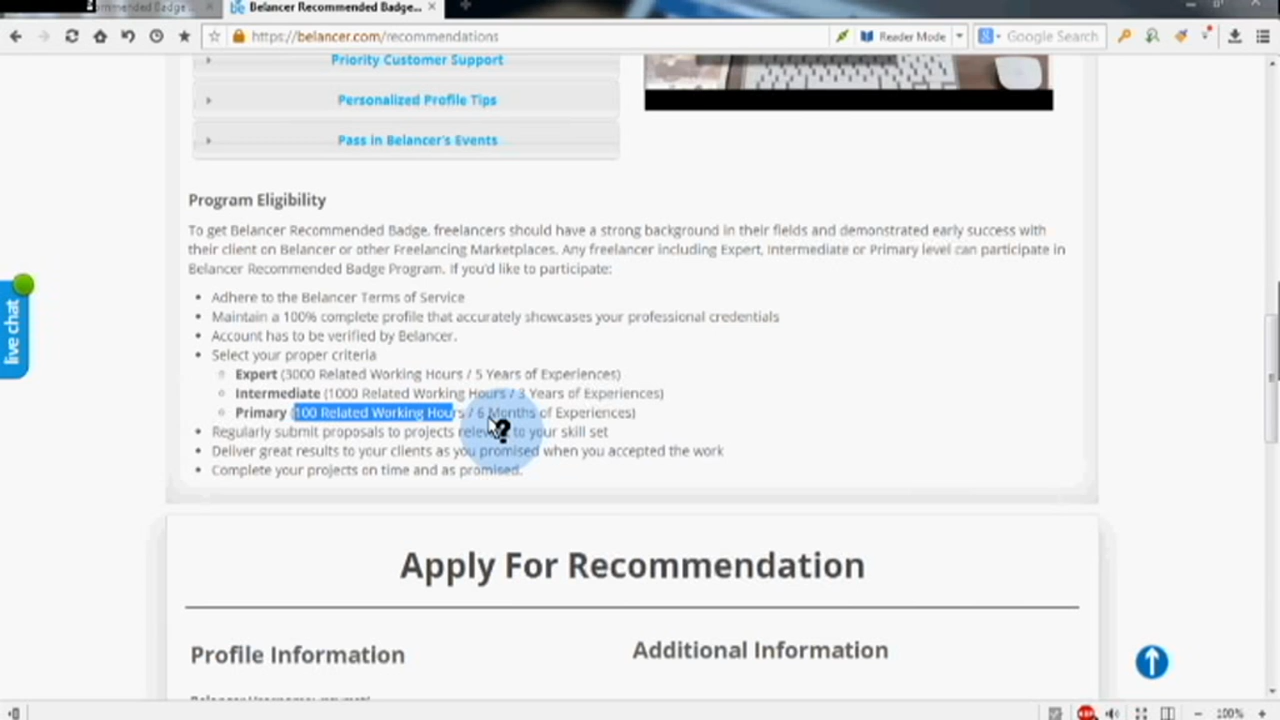 ommended Badge
Belancer Recommended Badge...
https://belancer.com/recommendations
Reader Mode
Google Search
Priority Customer Support
Personalized Profile Tips
Pass in Belancer's Events
live chat
Program Eligibility
To get Belancer Recommended Badge, freelancers should have a strong background in their fields and demonstrated early success with
their client on Belancer or other Freelancing Marketplaces. Any freelancer including Expert, Intermediate or Primary level can participate in
Belancer Recommended Badge Program. If you'd like to participate:
Adhere to the Belancer Terms of Service
Maintain a 100% complete profile that accurately showcases your professional credentials
Account has to be verified by Belancer.
Select your proper criteria
Expert (3000 Related Working Hours / 5 Years of Experiences)
Intermediate (1000 Related Working Hours / 3 Years of Experiences)
Primary (100 Related Working Hours / 6 Months of Experiences)
Regularly submit proposals to projects relevant to your skill set
Deliver great results to your clients as you promised when you accepted the work
Complete your projects on time and as promised.
Apply For Recommendation
Profile Information
Additional Information
100%